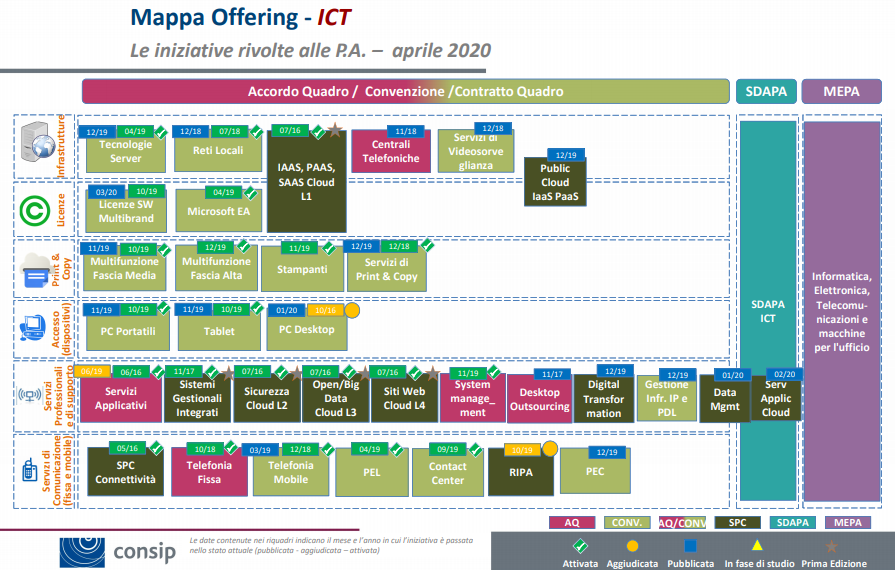 Mappa Offering - ICT
Le iniziative rivolte alle P.A. – aprile 2020
Accordo Quadro / Convenzione /Contratto Quadro
SDAPA
MEPA
Infrastrutture
12/19
04/19
Tecnologie
Server
12/18
07/18
Reti Locali
07/16
IAAS, PAAS,
SAAS Cloud
L1
11/18
Centrali
Telefoniche
12/18
Servizi di
Videosorve
glianza
12/19
Public
Cloud
IaaS PaaS
Licenze
03/20
10/19
Licenze SW
Multibrand
04/19
Microsoft EA
Print &
Copy
11/19
10/19
Multifunzione
Fascia Media
12/19
Multifunzione
Fascia Alta
11/19
Stampanti
12/19
12/18
Servizi di
Print & Copy
Accesso
(dispositivi)
11/19
10/19
PC Portatili
11/19
10/19
Tablet
01/20
10/16
PC Desktop
Servizi
Professionali
e di supporto
06/19
06/16
Servizi
Applicativi
11/17
Sistemi
Gestionali
Integrati
07/16
Sicurezza
Cloud L2
07/16
Open/Big
Data
Cloud L3
07/16
Siti Web
Cloud L4
11/19
System
manage_
ment
11/17
Desktop
Outsourcing
12/19
Digital
Transfor
mation
12/19
Gestione
Infr. IP e
PDL
01/20
Data
Mgmt
02/20
Serv
Applic
Cloud
Servizi di
Comunicazione
(fissa e mobile)
05/16
SPC
Connettività
10/18
Telefonia
Fissa
03/19
12/18
Telefonia
Mobile
04/19
PEL
09/19
Contact
Center
10/19
RIPA
12/19
PEC
SDAPA
ICT
Informatica,
Elettronica,
Telecomu-
nicazioni e
macchine
per l'ufficio
AQ
CONV.
AQ/CONV
SPC
SDAPA
MEPA
consip
Le date contenute nei riquadri indicano il mese e l'anno in cui l'iniziativa è passata
nello stato attuale (pubblicata - aggiudicata – attivata)
Attivata
Aggiudicata
Pubblicata
In fase di studio
Prima Edizione